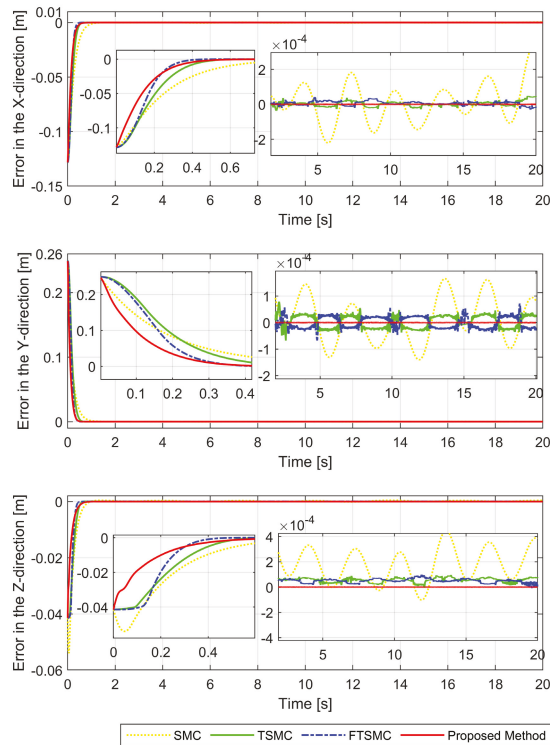 Error in the X-direction [m]
0.01
0
-0.05
-0.1
-0.15
0
-0.05
-0.1
0.2 0.4 0.6
×10⁻⁴
2
0
-2
5 10 15 20
0 2 4 6 8 10 12 14 16 18 20
Time [s]
Error in the Y-direction [m]
0.26
0.2
0.1
0
0.2
0.1
0
0.1 0.2 0.3 0.4
×10⁻⁴
1
0
-1
-2
5 10 15 20
0 2 4 6 8 10 12 14 16 18 20
Time [s]
Error in the Z-direction [m]
0
-0.02
-0.04
-0.06
0
-0.02
-0.04
0 0.2 0.4
×10⁻⁴
4
2
0
-2
-4
5 10 15 20
0 2 4 6 8 10 12 14 16 18 20
Time [s]
SMC TSMC FTSMC Proposed Method